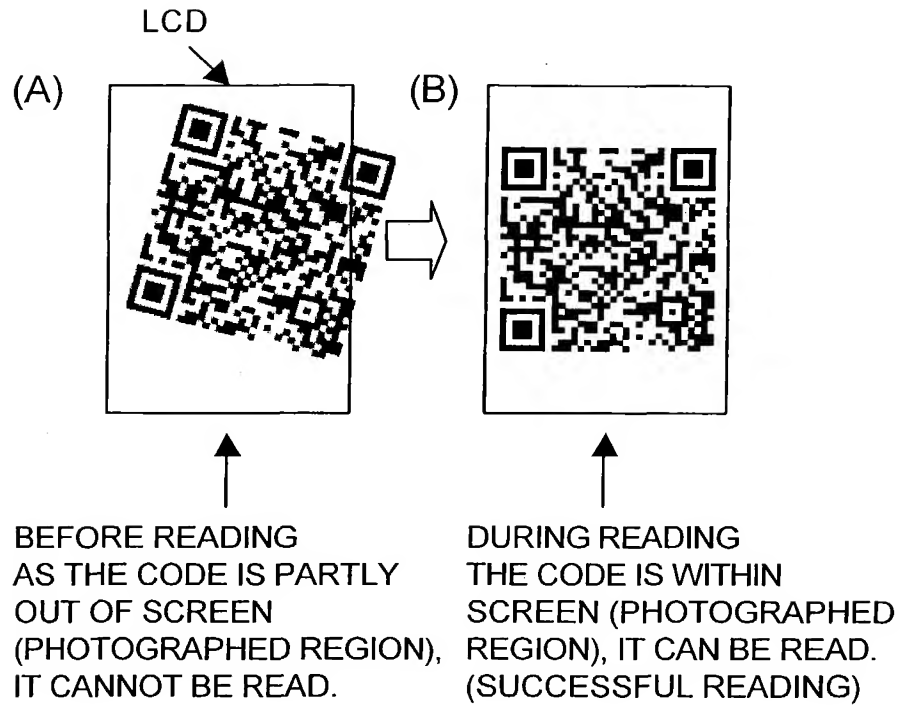 LCD
(A)
(B)
BEFORE READING
AS THE CODE IS PARTLY
OUT OF SCREEN
(PHOTOGRAPHED REGION),
IT CANNOT BE READ.
DURING READING
THE CODE IS WITHIN
SCREEN (PHOTOGRAPHED
REGION), IT CAN BE READ.
(SUCCESSFUL READING)